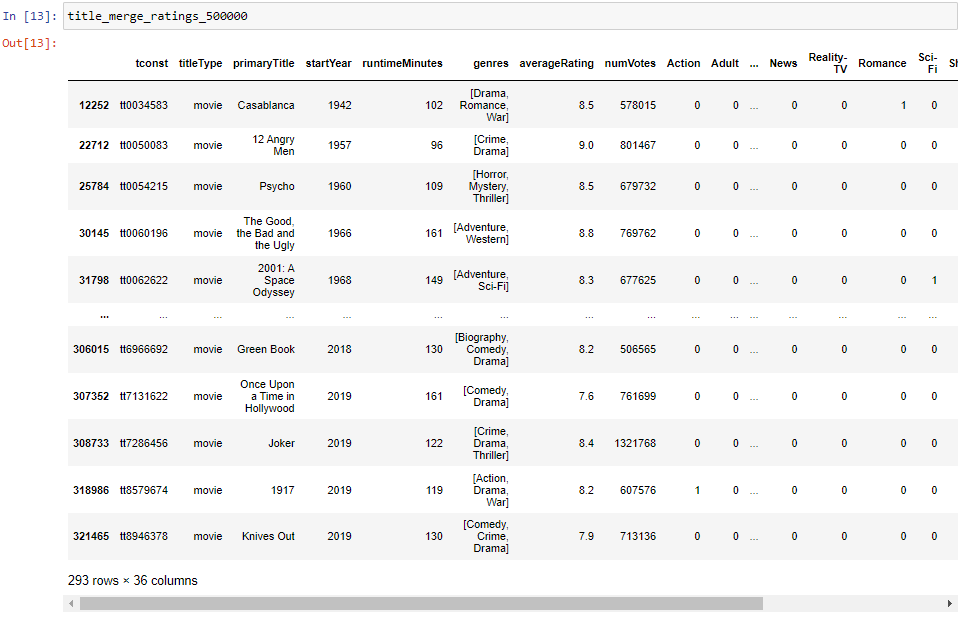 In [13]: title_merge_ratings_500000
Out[13]:
tconst titleType primaryTitle startYear runtimeMinutes genres averageRating numVotes Action Adult ... News Reality-TV Romance Sci-Fi Sh
12252 tt0034583 movie Casablanca 1942 102 [Drama, Romance, War] 8.5 578015 0 0 ... 0 0 1 0
22712 tt0050083 movie 12 Angry Men 1957 96 [Crime, Drama] 9.0 801467 0 0 ... 0 0 0 0
25784 tt0054215 movie Psycho 1960 109 [Horror, Mystery, Thriller] 8.5 679732 0 0 ... 0 0 0 0
30145 tt0060196 movie The Good, the Bad and the Ugly 1966 161 [Adventure, Western] 8.8 769762 0 0 ... 0 0 0 0
31798 tt0062622 movie 2001: A Space Odyssey 1968 149 [Adventure, Sci-Fi] 8.3 677625 0 0 ... 0 0 0 1
... ... ... ... ... ... ... ... ... ... ... ... ... ... ... ...
306015 tt6966692 movie Green Book 2018 130 [Biography, Comedy, Drama] 8.2 506565 0 0 ... 0 0 0 0
307352 tt7131622 movie Once Upon a Time in Hollywood 2019 161 [Comedy, Drama] 7.6 761699 0 0 ... 0 0 0 0
308733 tt7286456 movie Joker 2019 122 [Crime, Drama, Thriller] 8.4 1321768 0 0 ... 0 0 0 0
318986 tt8579674 movie 1917 2019 119 [Action, Drama, War] 8.2 607576 1 0 ... 0 0 0 0
321465 tt8946378 movie Knives Out 2019 130 [Comedy, Crime, Drama] 7.9 713136 0 0 ... 0 0 0 0
293 rows × 36 columns